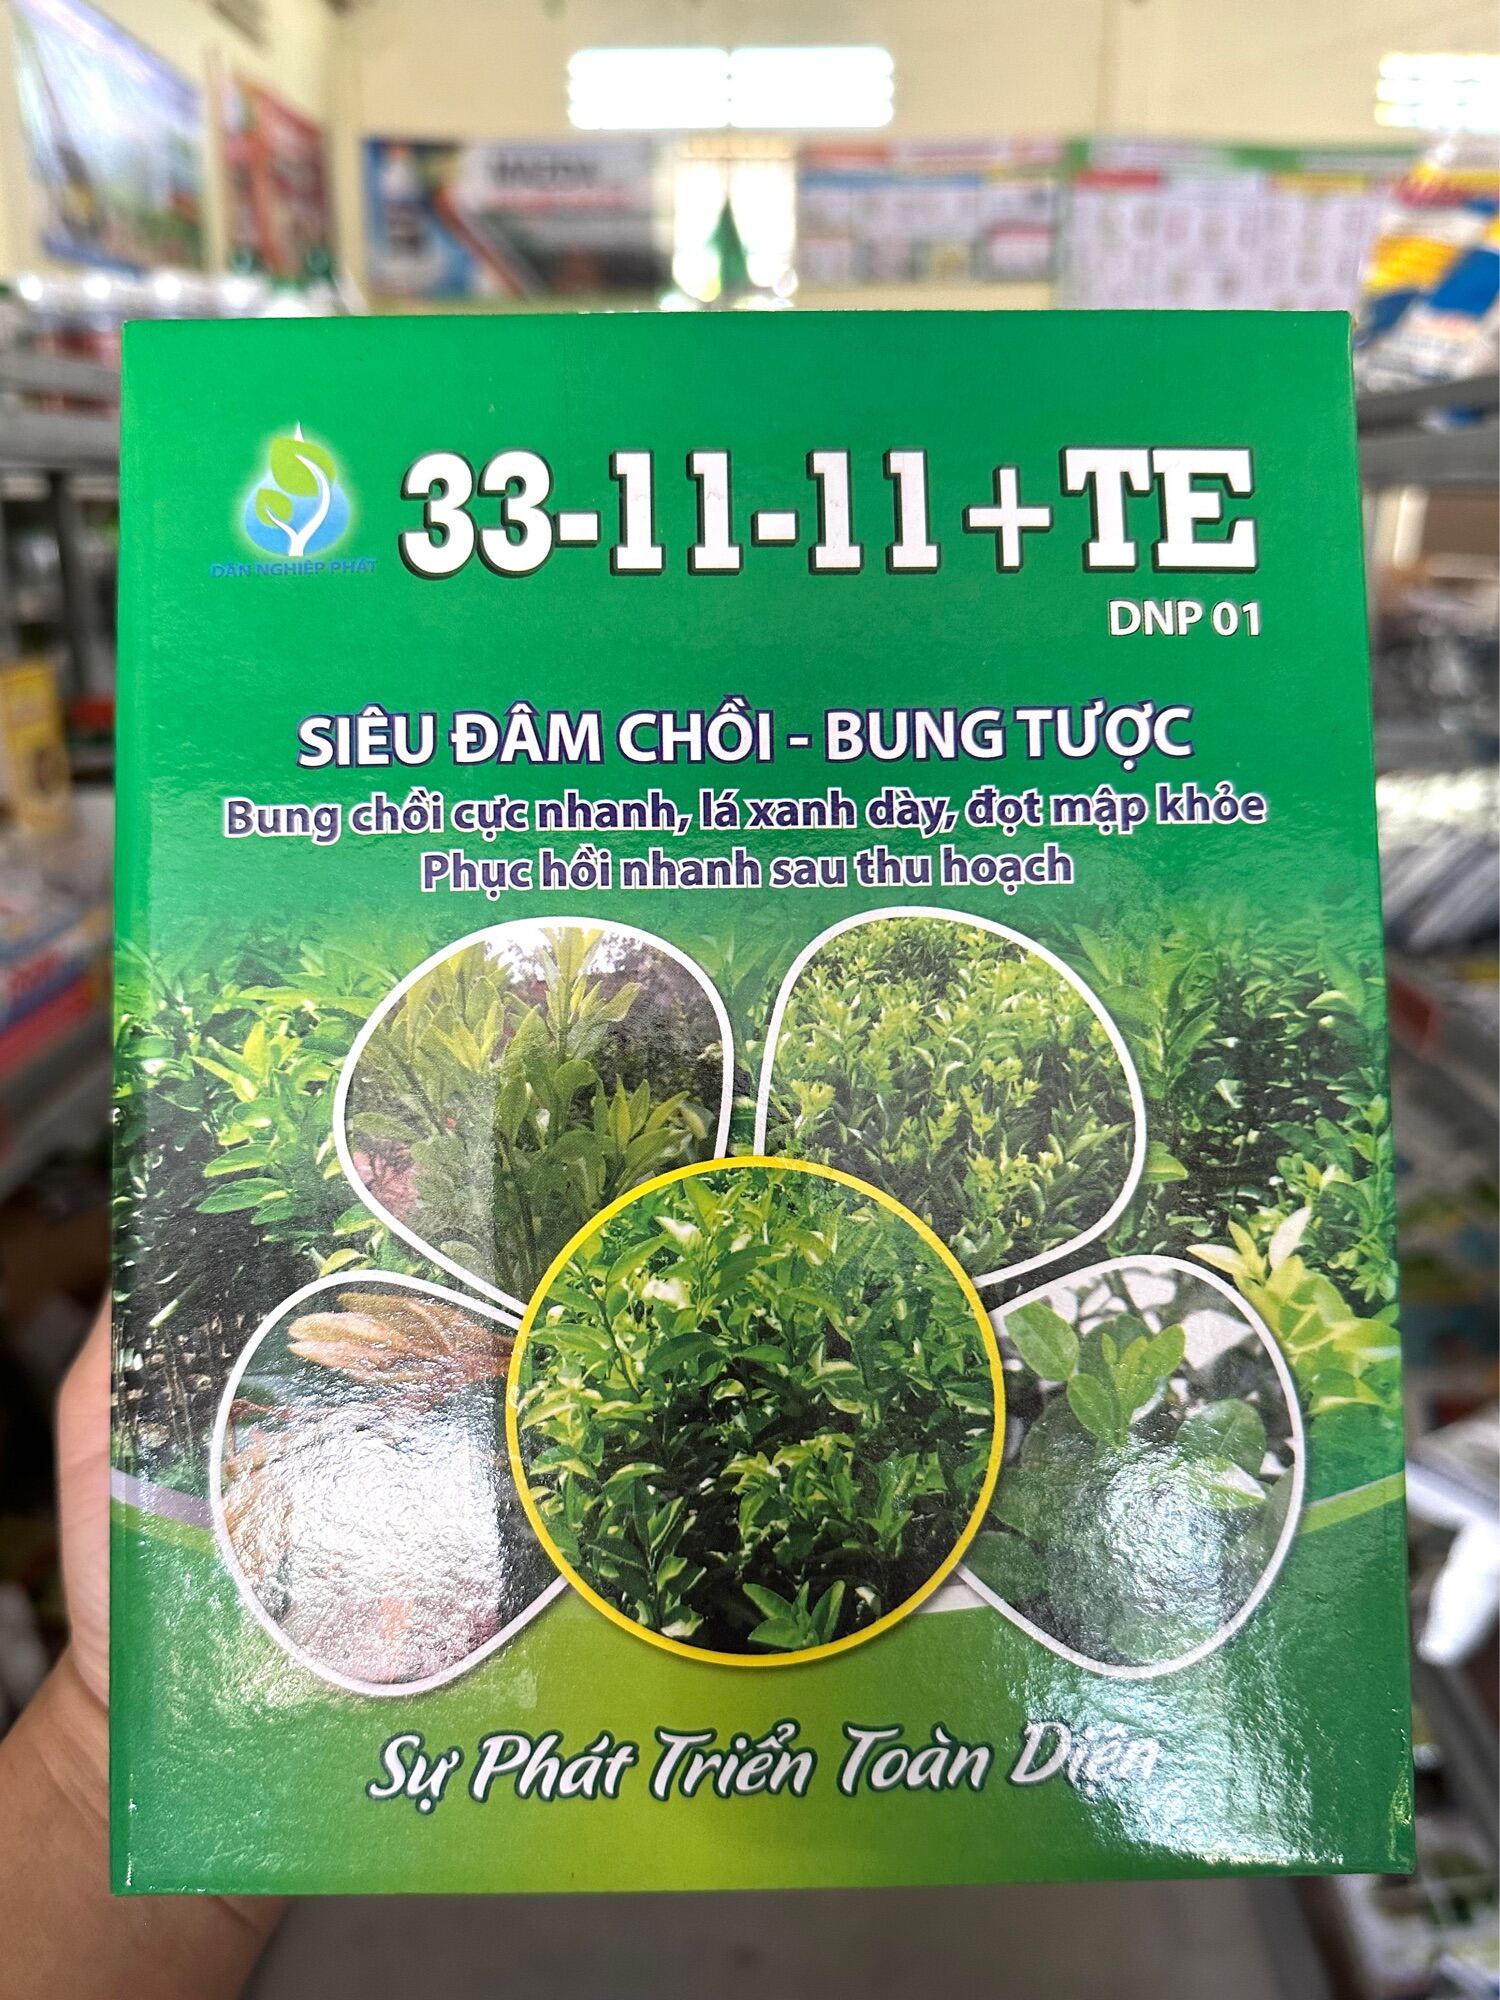 DÂN NGHIỆP PHÁT
33-11-11+TE
DNP 01
SIÊU ĐÂM CHỒI - BUNG TƯỢC
Bung chồi cực nhanh, lá xanh dày, đọt mập khỏe
Phục hồi nhanh sau thu hoạch
Sự Phát Triển Toàn Diện